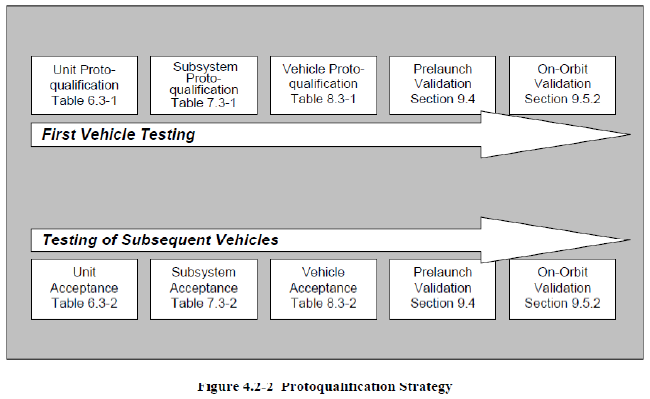 Unit Proto-
qualification
Table 6.3-1
Subsystem
Proto-
qualification
Table 7.3-1
Vehicle Proto-
qualification
Table 8.3-1
Prelaunch
Validation
Section 9.4
On-Orbit
Validation
Section 9.5.2
First Vehicle Testing
Testing of Subsequent Vehicles
Unit
Acceptance
Table 6.3-2
Subsystem
Acceptance
Table 7.3-2
Vehicle
Acceptance
Table 8.3-2
Prelaunch
Validation
Section 9.4
On-Orbit
Validation
Section 9.5.2
Figure 4.2-2 Protoqualification Strategy